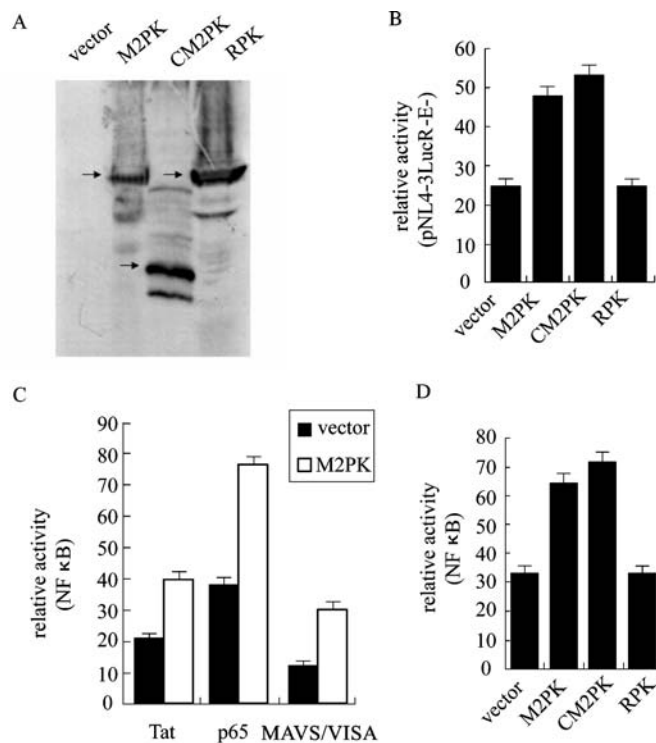 A
vector
M2PK
CM2PK
RPK
B
relative activity
(pNL4-3LucR-E-)
60
50
40
30
20
10
0
vector
M2PK
CM2PK
RPK
C
relative activity
(NF κB)
90
80
70
60
50
40
30
20
10
0
vector
M2PK
Tat
p65
MAVS/VISA
D
relative activity
(NF κB)
80
70
60
50
40
30
20
10
0
vector
M2PK
CM2PK
RPK